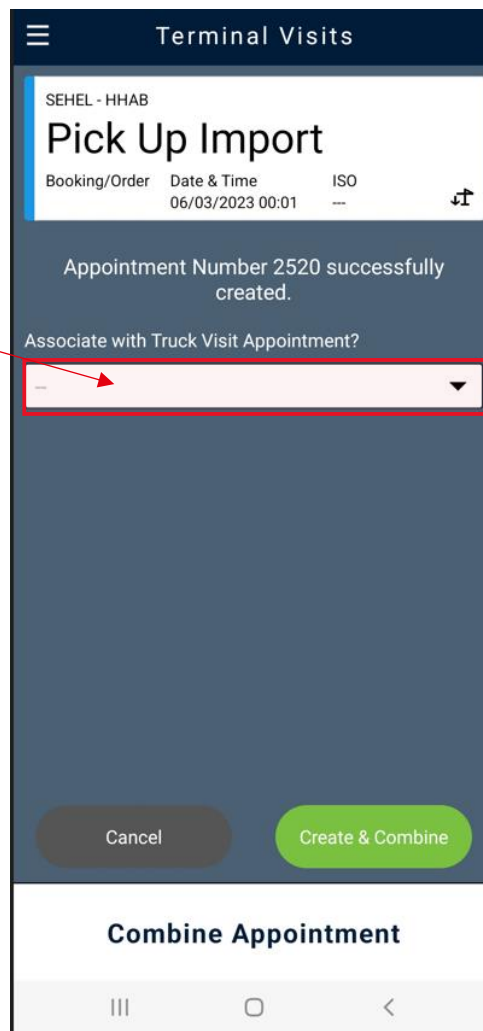 Terminal Visits
SEHEL - HHAB
Pick Up Import
Booking/Order Date & Time ISO
06/03/2023 00:01 ---
Appointment Number 2520 successfully
created.
Associate with Truck Visit Appointment?
---
Cancel Create & Combine
Combine Appointment